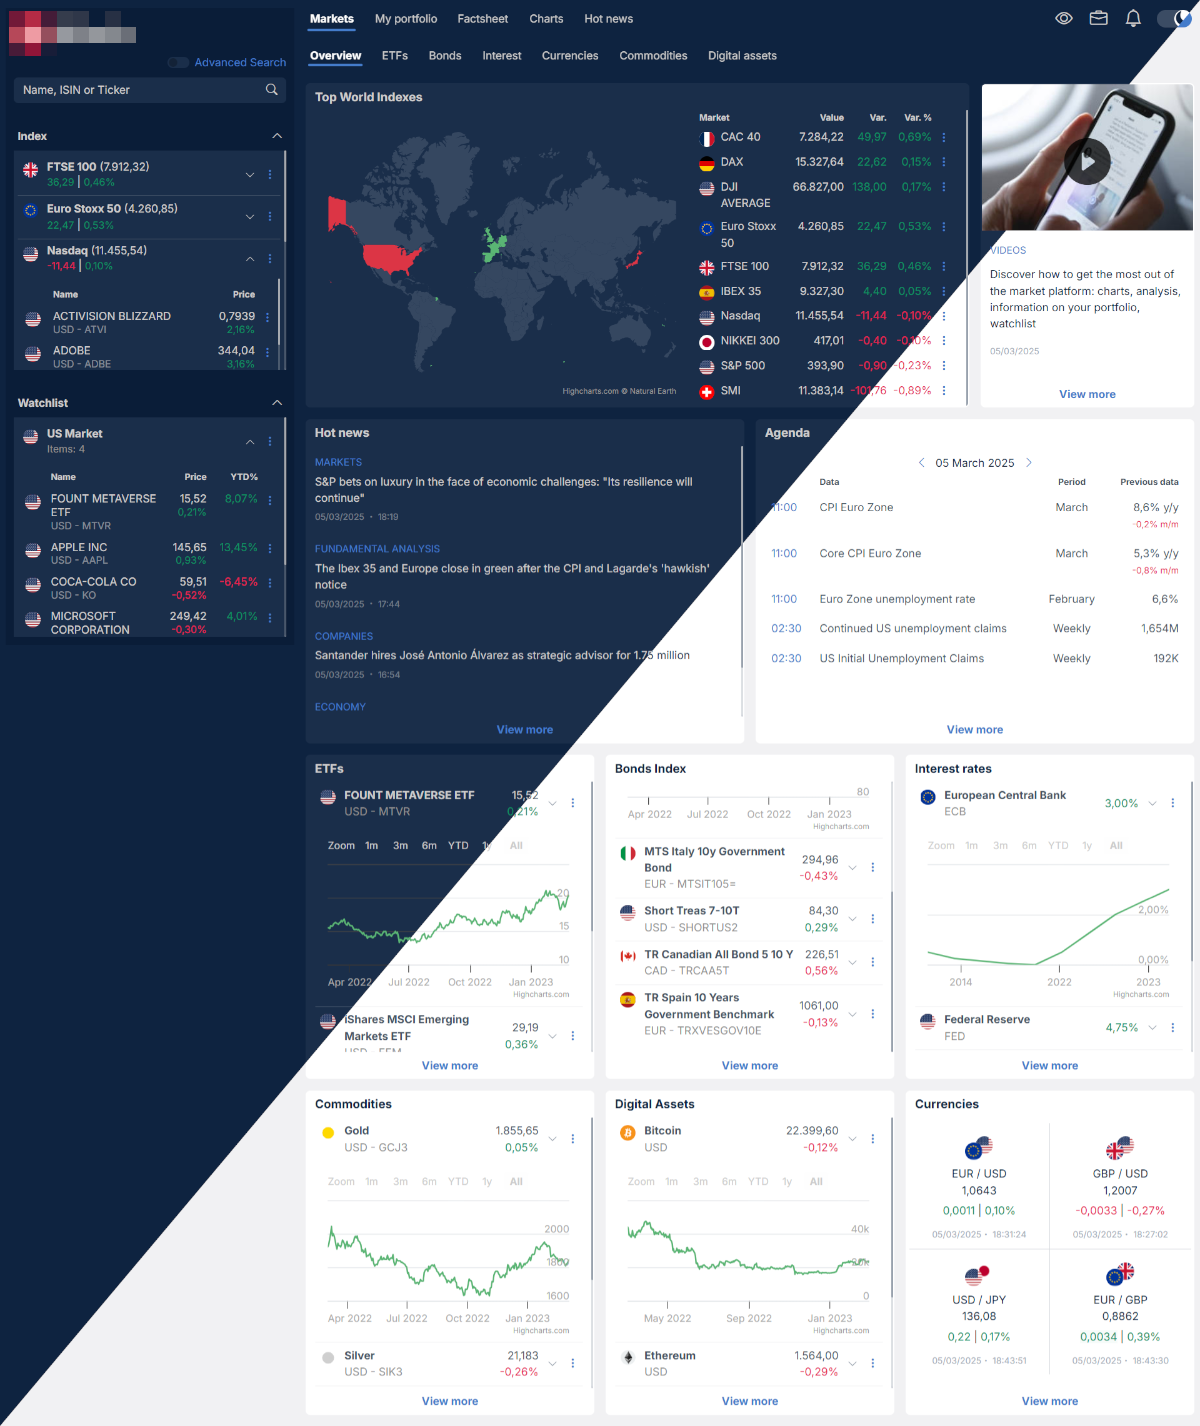 Markets My portfolio Factsheet Charts Hot news
Advanced Search
Name, ISIN or Ticker
Index
FTSE 100 (7.912,32)
36,29 | 0,46%
Euro Stoxx 50 (4.260,85)
22,47 | 0,53%
Nasdaq (11.455,54)
-11,44 | 0,10%
Name Price
ACTIVISION BLIZZARD 0,7939
USD - ATVI 2,16%
ADOBE 344,04
USD - ADBE 3,16%
Watchlist
US Market
Items: 4
Name Price YTD%
FOUNT METAVERSE 15,52 8,07%
ETF 0,21%
USD - MTVR
APPLE INC 145,65 13,45%
USD - AAPL 0,93%
COCA-COLA CO 59,51 -6,45%
USD - KO -0,52%
MICROSOFT 249,42 4,01%
CORPORATION -0,30%
Overview ETFs Bonds Interest Currencies Commodities Digital assets
Top World Indexes
Market Value Var. Var. %
CAC 40 7.284,22 49,97 0,69%
DAX 15.327,64 22,62 0,15%
DJI 66.827,00 138,00 0,17%
AVERAGE
Euro Stoxx 4.260,85 22,47 0,53%
50
FTSE 100 7.912,32 36,29 0,46%
IBEX 35 9.327,30 4,40 0,05%
Nasdaq 11.455,54 -11,44 -0,10%
NIKKEI 300 417,01 -0,40 -0,10%
S&P 500 393,90 -0,90 -0,23%
SMI 11.383,14 -101,76 -0,89%
Highcharts.com © Natural Earth
VIDEOS
Discover how to get the most out of
the market platform: charts, analysis,
information on your portfolio,
watchlist
05/03/2025
View more
Hot news
MARKETS
S&P bets on luxury in the face of economic challenges: "Its resilience will
continue"
05/03/2025 • 18:19
FUNDAMENTAL ANALYSIS
The Ibex 35 and Europe close in green after the CPI and Lagarde's 'hawkish'
notice
05/03/2025 • 17:44
COMPANIES
Santander hires José Antonio Álvarez as strategic advisor for 1.75 million
05/03/2025 • 16:54
ECONOMY
View more
Agenda
05 March 2025
Data Period Previous data
11:00 CPI Euro Zone March 8,6% y/y
-0,2% m/m
11:00 Core CPI Euro Zone March 5,3% y/y
-0,8% m/m
11:00 Euro Zone unemployment rate February 6,6%
02:30 Continued US unemployment claims Weekly 1,654M
02:30 US Initial Unemployment Claims Weekly 192K
View more
ETFs
FOUNT METAVERSE ETF 15,52
USD - MTVR 0,21%
Zoom 1m 3m 6m YTD 1y All
20
15
10
Apr 2022 Jul 2022 Oct 2022 Jan 2023
Highcharts.com
iShares MSCI Emerging 29,19
Markets ETF 0,36%
USD - EEM
View more
Bonds Index
80
Apr 2022 Jul 2022 Oct 2022 Jan 2023
Highcharts.com
MTS Italy 10y Government 294,96
Bond -0,43%
EUR - MTSIT105=
Short Treas 7-10T 84,30
USD - SHORTUS2 0,29%
TR Canadian All Bond 5 10 Y 226,51
CAD - TRCAA5T 0,56%
TR Spain 10 Years 1061,00
Government Benchmark -0,13%
EUR - TRXVESGOV10E
View more
Interest rates
European Central Bank 3,00%
ECB
Zoom 1m 3m 6m YTD 1y All
2,00%
0,00%
2014 2022 2023
Highcharts.com
Federal Reserve 4,75%
FED
View more
Commodities
Gold 1.855,65
USD - GCJ3 0,05%
Zoom 1m 3m 6m YTD 1y All
2000
1800
1600
Apr 2022 Jul 2022 Oct 2022 Jan 2023
Highcharts.com
Silver 21,183
USD - SIK3 -0,26%
View more
Digital Assets
Bitcoin 22.399,60
USD -0,12%
Zoom 1m 3m 6m YTD 1y All
40k
20k
0
May 2022 Sep 2022 Jan 2023
Highcharts.com
Ethereum 1.564,00
USD -0,29%
View more
Currencies
EUR / USD
1,0643
0,0011 | 0,10%
05/03/2025 • 18:31:24
GBP / USD
1,2007
-0,0033 | -0,27%
05/03/2025 • 18:27:02
USD / JPY
136,08
0,22 | 0,17%
05/03/2025 • 18:43:51
EUR / GBP
0,8862
0,0034 | 0,39%
05/03/2025 • 18:43:30
View more